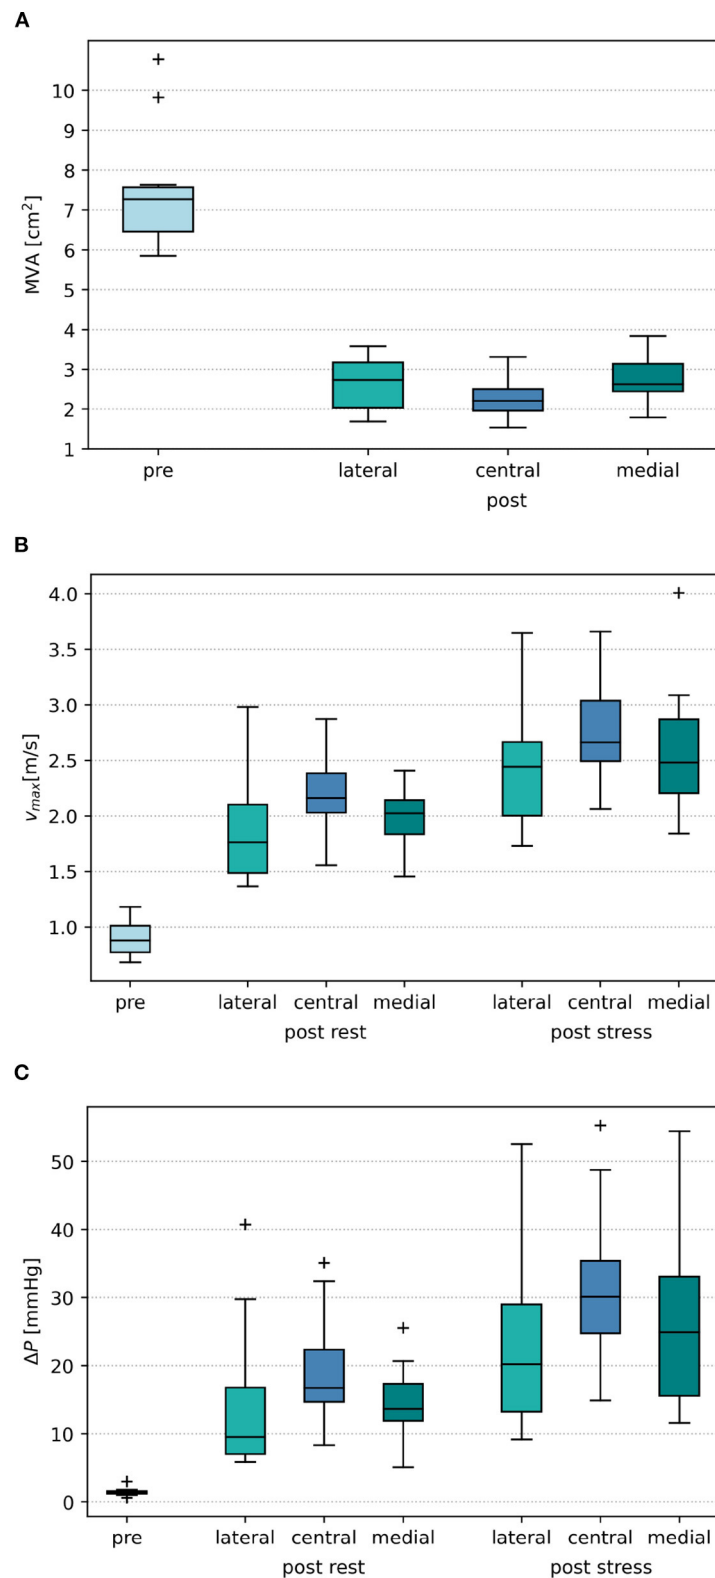 A
10
9
8
7
6
5
4
3
2
1
MVA [cm²]
pre lateral central medial
post
B
4.0
3.5
3.0
2.5
2.0
1.5
1.0
v_max[m/s]
pre lateral central medial lateral central medial
post rest post stress
C
50
40
30
20
10
0
ΔP [mmHg]
pre lateral central medial lateral central medial
post rest post stress